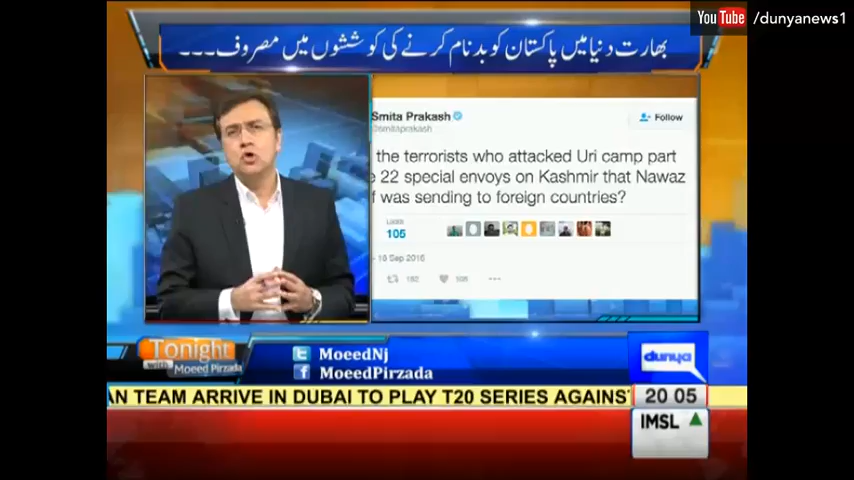 YouTube /dunyanews1
بھارت دنیا میں پاکستان کو بدنام کرنے کی کوششوں میں مصروف۔۔۔
Smita Prakash
@smitaprakash
Follow
the terrorists who attacked Uri camp part
e 22 special envoys on Kashmir that Nawaz
f was sending to foreign countries?
LIKES
105
18 Sep 2016
182
Tonight
with Moeed Pirzada
MoeedNj
MoeedPirzada
dunya
AN TEAM ARRIVE IN DUBAI TO PLAY T20 SERIES AGAINST
20 05
IMSL